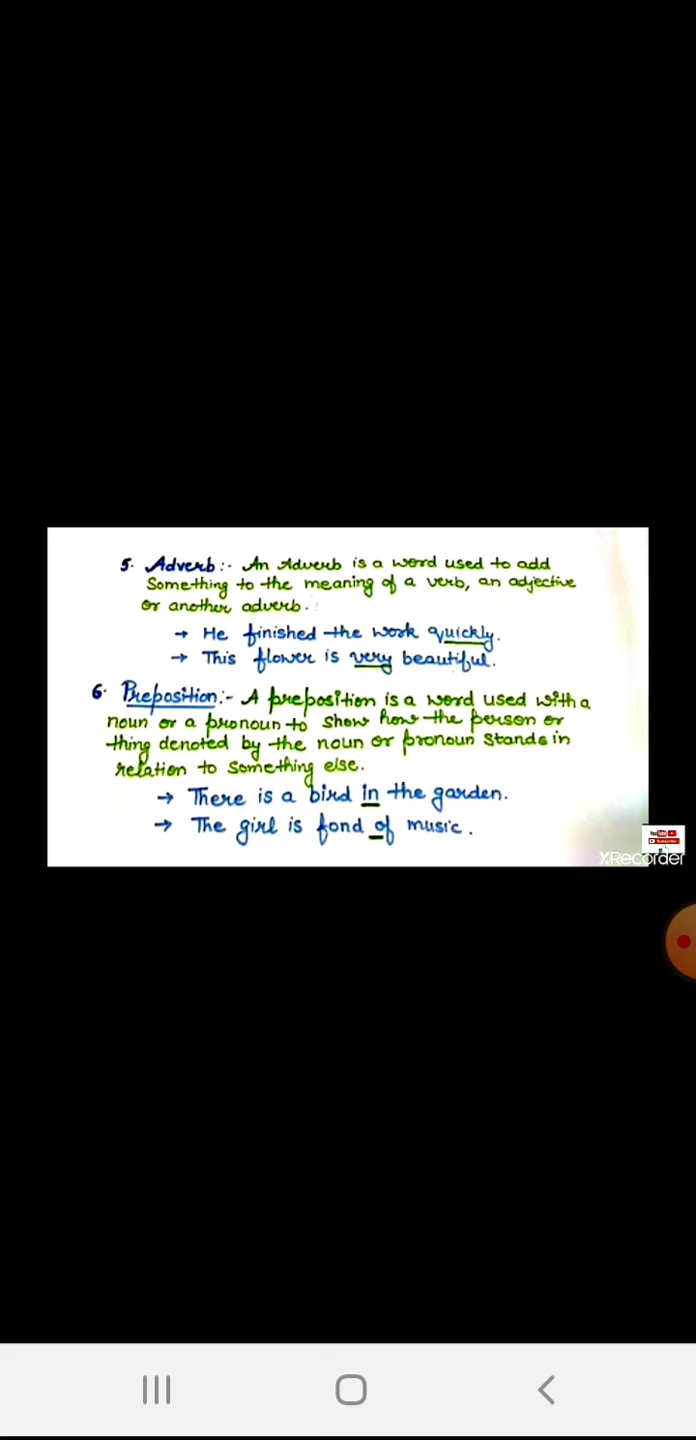 5. Adverb :- An Adverb is a word used to add
Something to the meaning of a verb, an adjective
or another adverb.
→ He finished the work quickly.
→ This flower is very beautiful.
6. Preposition :- A preposition is a word used with a
noun or a pronoun to show how the person or
thing denoted by the noun or pronoun stands in
relation to something else.
→ There is a bird in the garden.
→ The girl is fond of music.
XRecorder